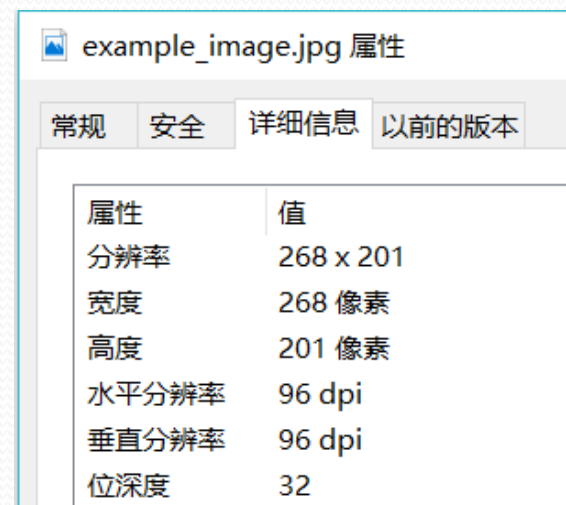 example_image.jpg 属性
常规 安全 详细信息 以前的版本
属性 值
分辨率 268 x 201
宽度 268 像素
高度 201 像素
水平分辨率 96 dpi
垂直分辨率 96 dpi
位深度 32